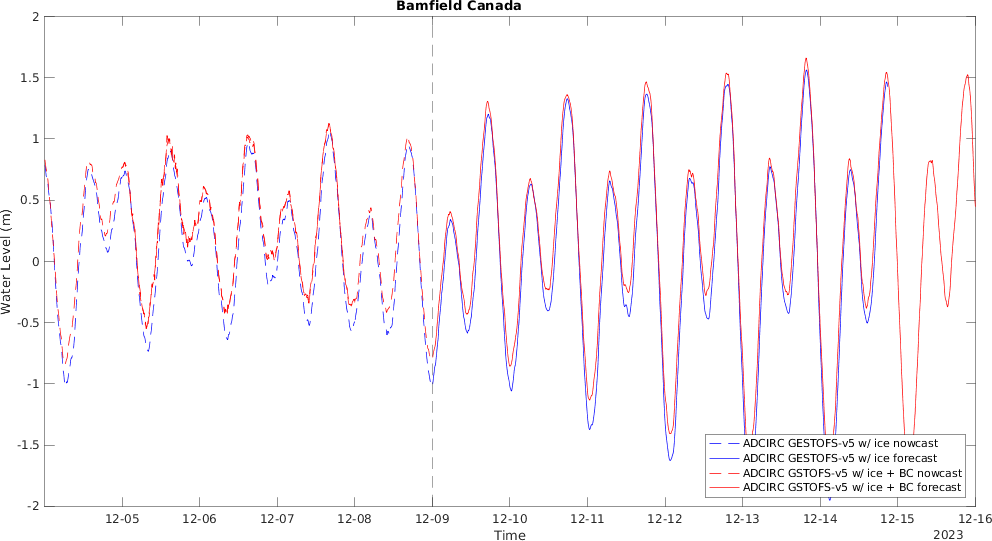 Bamfield Canada
2
1.5
1
0.5
0
-0.5
-1
-1.5
-2
Water Level (m)
ADCIRC GESTOFS-v5 w/ ice nowcast
ADCIRC GESTOFS-v5 w/ ice forecast
ADCIRC GSTOFS-v5 w/ ice + BC nowcast
ADCIRC GSTOFS-v5 w/ ice + BC forecast
12-05 12-06 12-07 12-08 12-09 12-10 12-11 12-12 12-13 12-14 12-15 12-16
Time
2023